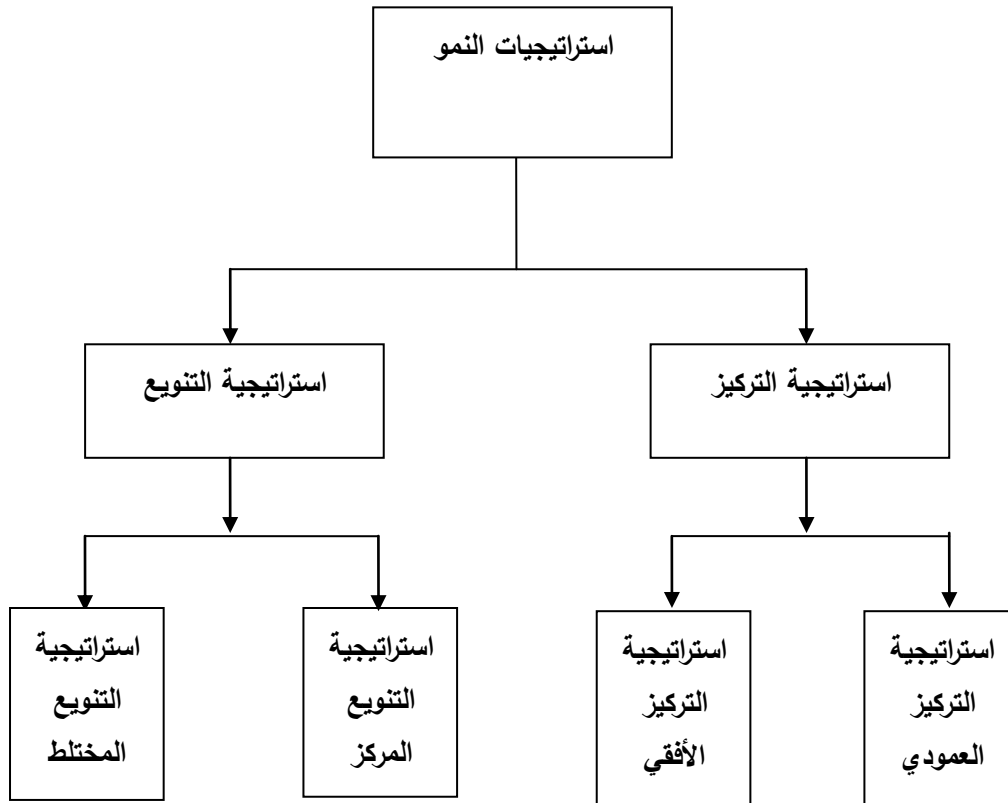 استراتيجيات النمو
استراتيجية التركيز
استراتيجية التنويع
استراتيجية
التركيز
العمودي
استراتيجية
التركيز
الأفقي
استراتيجية
التنويع
المركز
استراتيجية
التنويع
المختلط